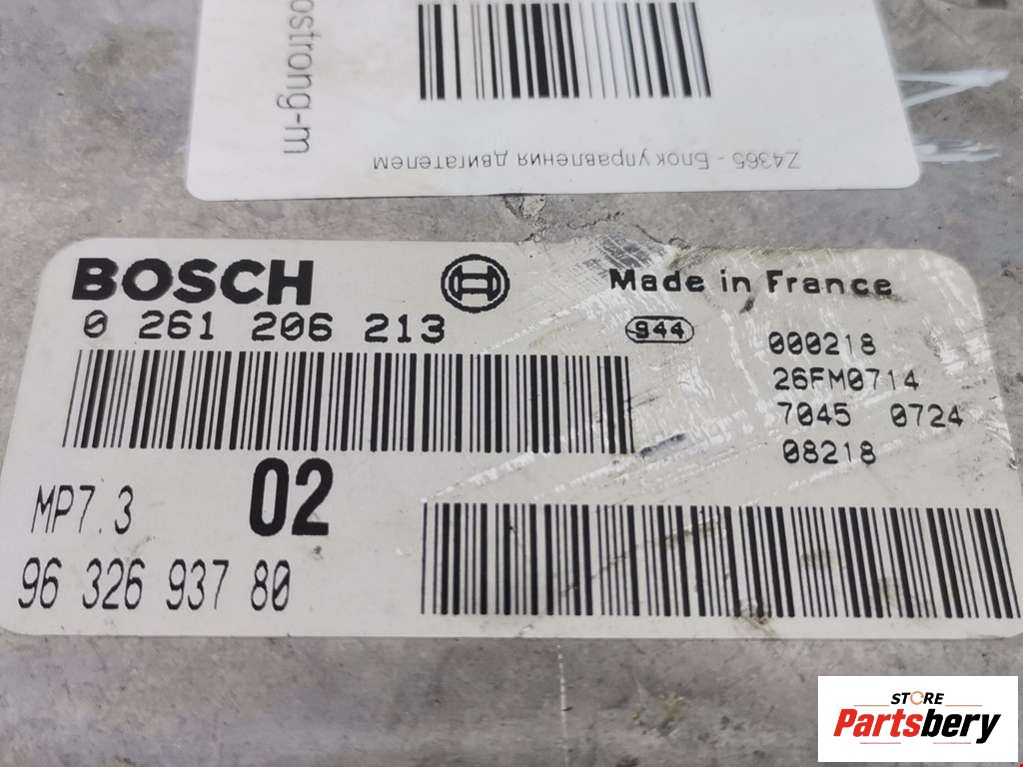 ostrong-m
Z4365 - Блок управления двигателем
BOSCH
Made in France
0 261 206 213
944
000218
26FM0714
7045 0724
08218
MP7.3
02
96 326 937 80
STORE
Partsbery